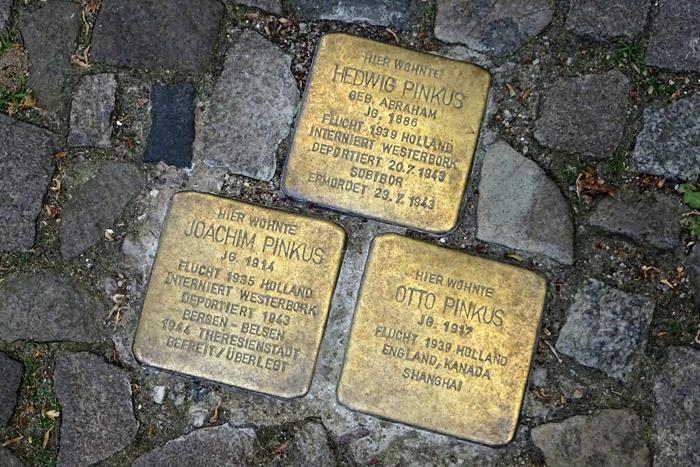 HIER WOHNTE
HEDWIG PINKUS
GEB. ABRAHAM
JG. 1886
FLUCHT 1939 HOLLAND
INTERNIERT WESTERBORK
DEPORTIERT 20.7.1943
SOBIBOR
ERMORDET 23.7.1943
HIER WOHNTE
JOACHIM PINKUS
JG. 1914
FLUCHT 1935 HOLLAND
INTERNIERT WESTERBORK
DEPORTIERT 1943
BERGEN - BELSEN
1944 THERESIENSTADT
BEFREIT / ÜBERLEBT
HIER WOHNTE
OTTO PINKUS
JG. 1917
FLUCHT 1939 HOLLAND
ENGLAND, KANADA
SHANGHAI